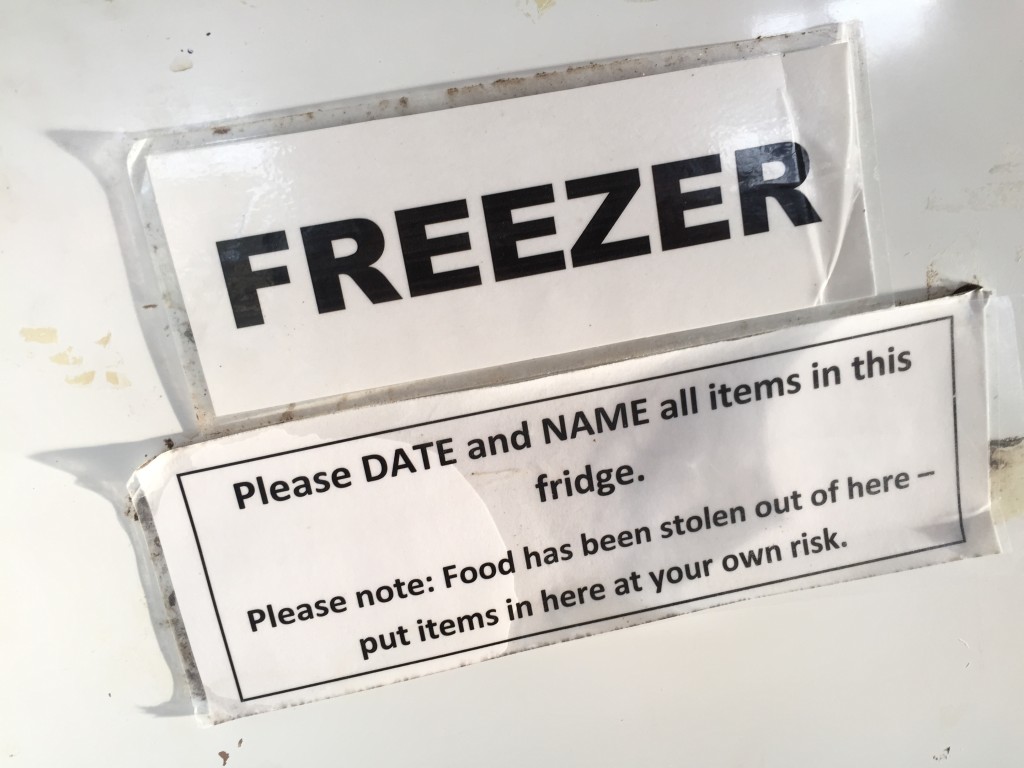 FREEZER
Please DATE and NAME all items in this
fridge.
Please note: Food has been stolen out of here –
put items in here at your own risk.